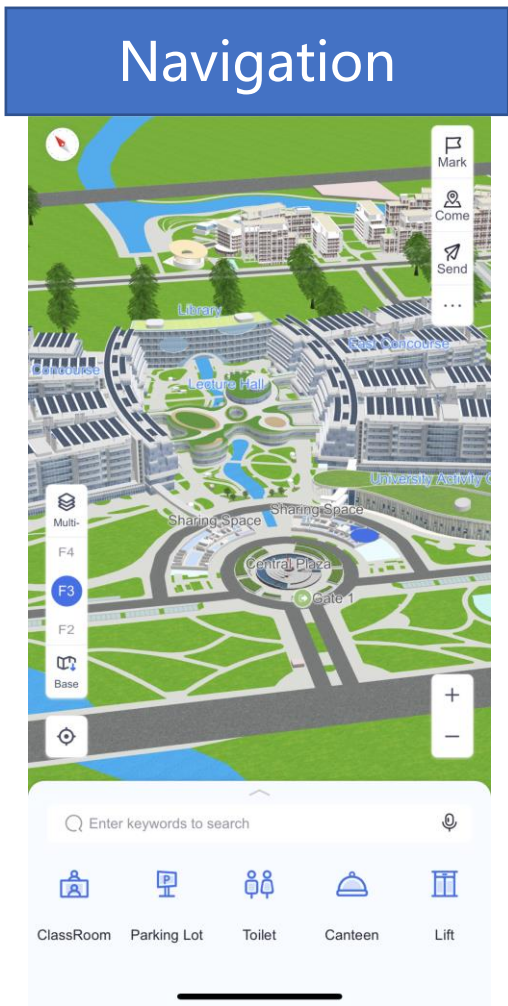 Navigation
Mark
Come
Send
Library
East Concourse
Concourse
Lecture Hall
University Activity C
Multi-
Sharing Space
Sharing Space
F4
Central Plaza
F3
Gate 1
F2
Base
Enter keywords to search
P
ClassRoom
Parking Lot
Toilet
Canteen
Lift